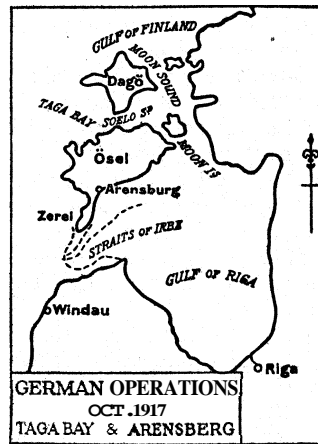 GULF OF FINLAND
MOON SOUND
Dagö
TAGA BAY SOELO Sd
Ösel
MOON Is
Arensburg
Zerel
STRAITS OF IRBE
GULF OF RIGA
Windau
Riga
GERMAN OPERATIONS
OCT. 1917
TAGA BAY & ARENSBERG